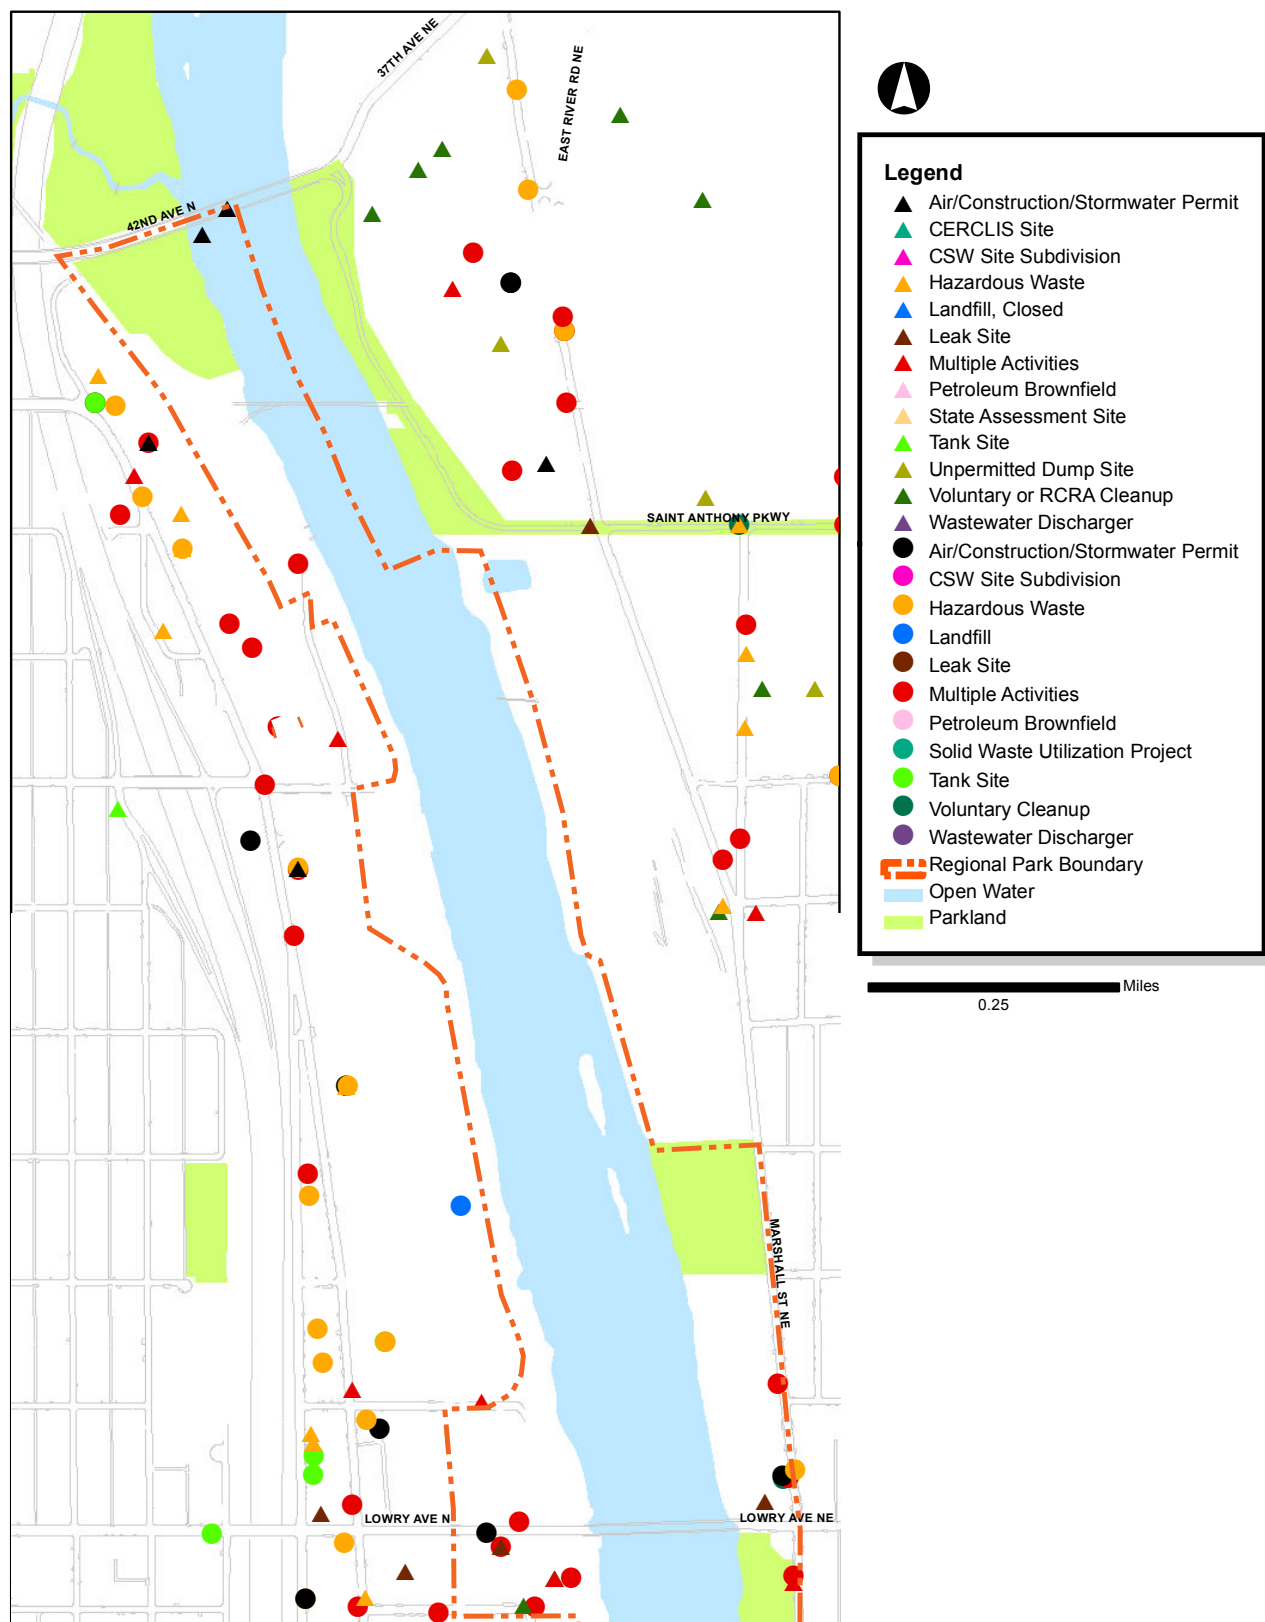 37TH AVE NE
EAST RIVER RD NE
42ND AVE N
SAINT ANTHONY PKWY
MARSHALL ST NE
LOWRY AVE N
LOWRY AVE NE
Legend
Air/Construction/Stormwater Permit
CERCLIS Site
CSW Site Subdivision
Hazardous Waste
Landfill, Closed
Leak Site
Multiple Activities
Petroleum Brownfield
State Assessment Site
Tank Site
Unpermitted Dump Site
Voluntary or RCRA Cleanup
Wastewater Discharger
Air/Construction/Stormwater Permit
CSW Site Subdivision
Hazardous Waste
Landfill
Leak Site
Multiple Activities
Petroleum Brownfield
Solid Waste Utilization Project
Tank Site
Voluntary Cleanup
Wastewater Discharger
Regional Park Boundary
Open Water
Parkland
Miles
0.25